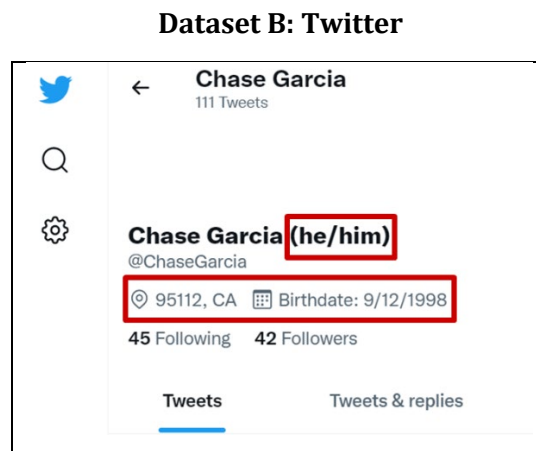 Dataset B: Twitter
Chase Garcia
111 Tweets
Chase Garcia (he/him)
@ChaseGarcia
95112, CA Birthdate: 9/12/1998
45 Following 42 Followers
Tweets Tweets & replies